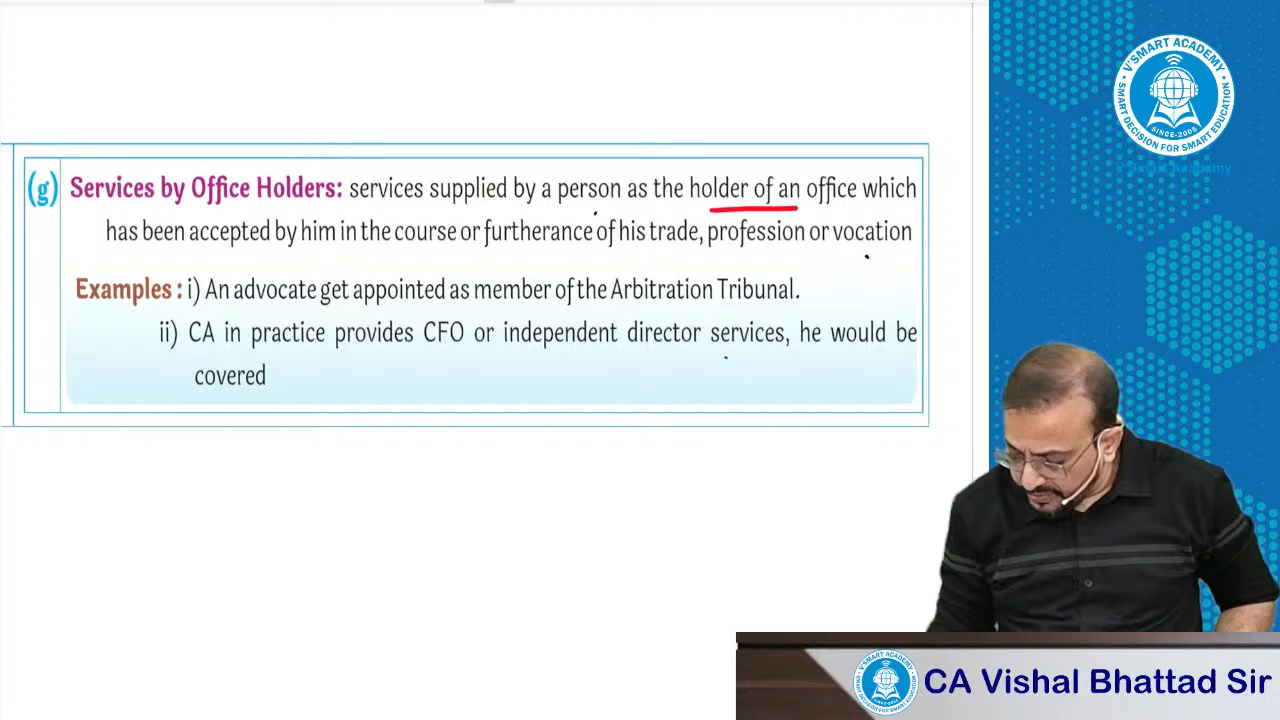 V'SMART ACADEMY
SINCE-2005
SMART DECISION FOR SMART EDUCATION
V'Smart Academy
(g) Services by Office Holders: services supplied by a person as the holder of an office which
has been accepted by him in the course or furtherance of his trade, profession or vocation
Examples : i) An advocate get appointed as member of the Arbitration Tribunal.
ii) CA in practice provides CFO or independent director services, he would be
covered
CA Vishal Bhattad Sir